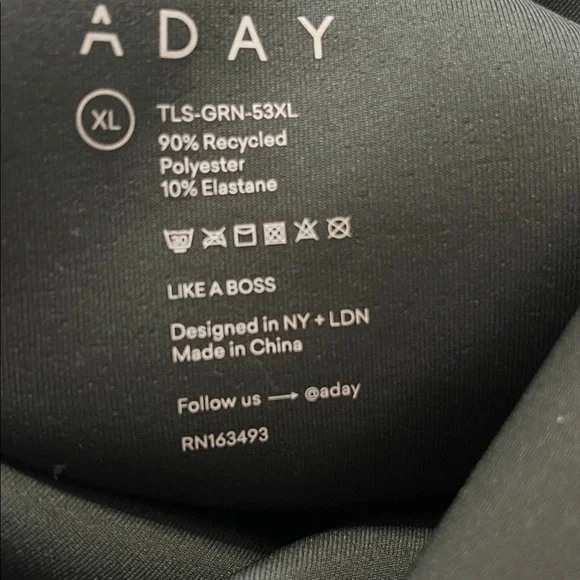 ADAY
XL
TLS-GRN-53XL
90% Recycled
Polyester
10% Elastane
30
LIKE A BOSS
Designed in NY + LDN
Made in China
Follow us → @aday
RN163493